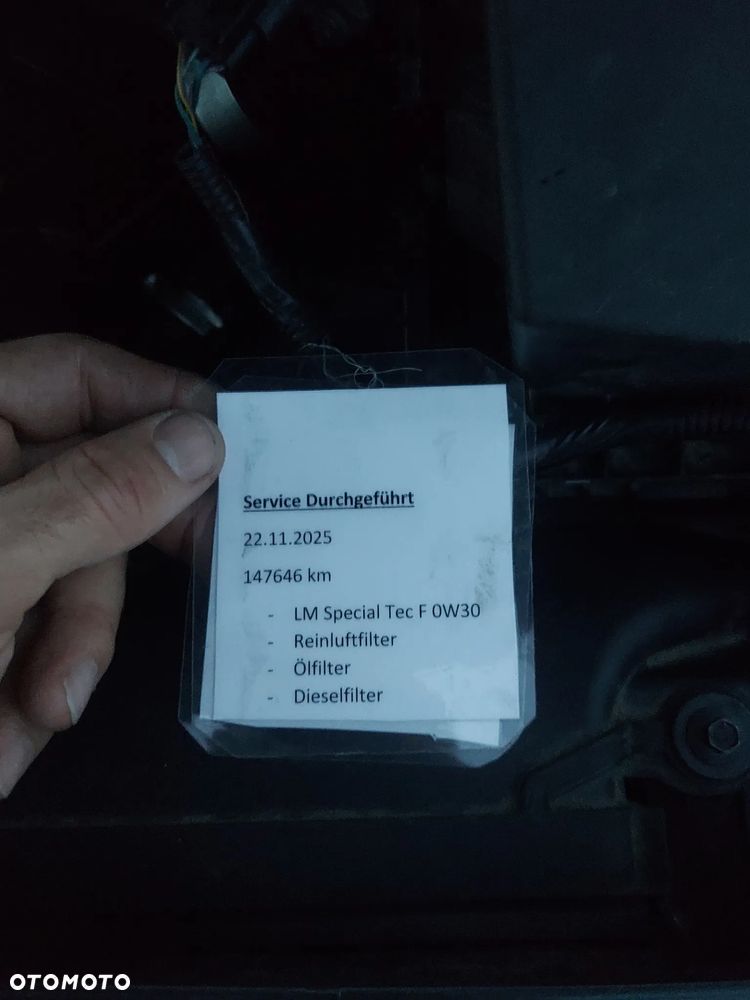 Service Durchgeführt
22.11.2025
147646 km
- LM Special Tec F 0W30
- Reinluftfilter
- Ölfilter
- Dieselfilter
OTOMOTO